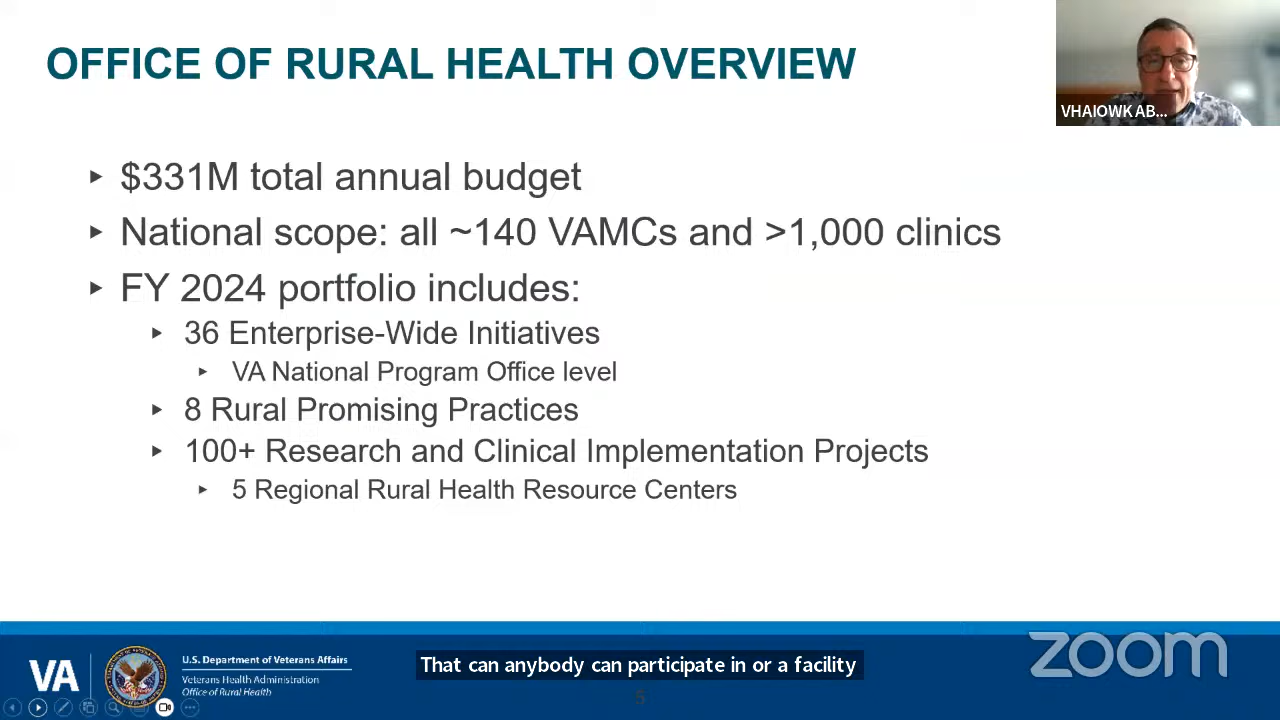 OFFICE OF RURAL HEALTH OVERVIEW
VHAIOWK AB...
$331M total annual budget
National scope: all ~140 VAMCs and >1,000 clinics
FY 2024 portfolio includes:
36 Enterprise-Wide Initiatives
VA National Program Office level
8 Rural Promising Practices
100+ Research and Clinical Implementation Projects
5 Regional Rural Health Resource Centers
VA
U.S. Department of Veterans Affairs
Veterans Health Administration
Office of Rural Health
That can anybody can participate in or a facility
5
zoom